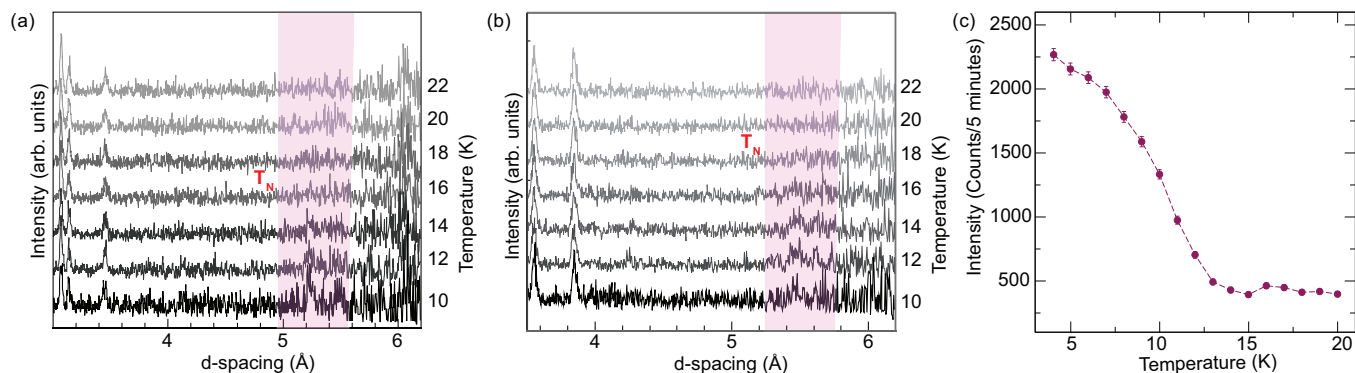 (a)
Intensity (arb. units)
22
20
18
16
14
12
10
Temperature (K)
T_N
4
5
6
d-spacing (Å)
(b)
Intensity (arb. units)
22
20
18
16
14
12
10
Temperature (K)
T_N
4
5
6
d-spacing (Å)
(c)
Intensity (Counts/5 minutes)
2500
2000
1500
1000
500
5
10
15
20
Temperature (K)